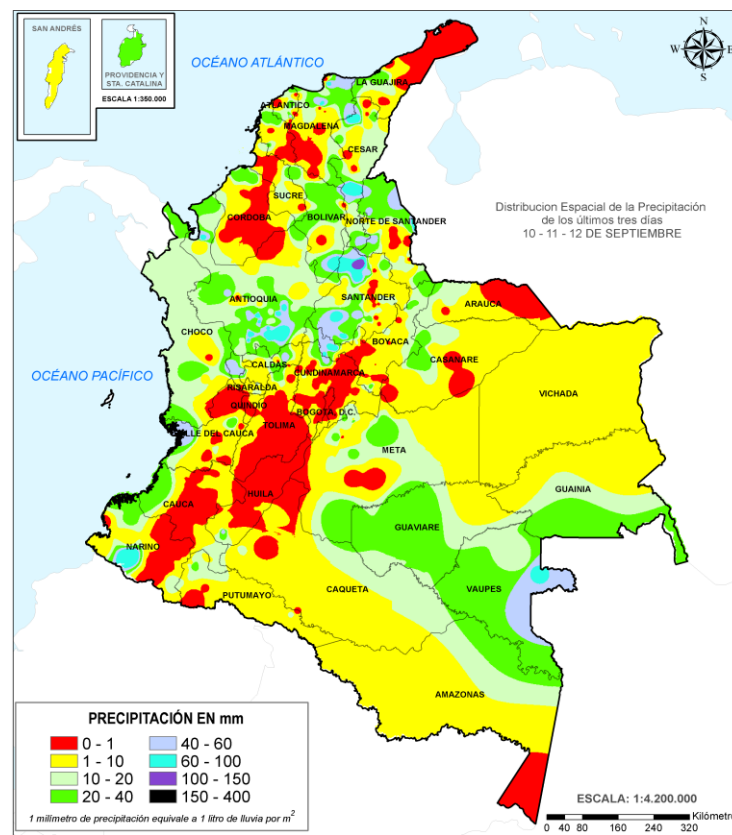 SAN ANDRÉS
PROVIDENCIA Y
STA. CATALINA
ESCALA 1:350.000
OCÉANO ATLÁNTICO
N
W
E
S
LA GUAJIRA
ATLANTICO
MAGDALENA
CESAR
SUCRE
CORDOBA
BOLIVAR
NORTE DE SANTANDER
Distribucion Espacial de la Precipitación
de los últimos tres días
10 - 11 - 12 DE SEPTIEMBRE
ANTIOQUIA
SANTANDER
ARAUCA
CHOCO
BOYACA
CASANARE
OCÉANO PACÍFICO
CALDAS
CUNDINAMARCA
RISARALDA
VICHADA
QUINDIO
BOGOTA, D.C.
TOLIMA
VALLE DEL CAUCA
META
GUAINIA
HUILA
CAUCA
GUAVIARE
NARINO
VAUPES
CAQUETA
PUTUMAYO
AMAZONAS
PRECIPITACIÓN EN mm
0 - 1
40 - 60
1 - 10
60 - 100
10 - 20
100 - 150
20 - 40
150 - 400
1 milímetro de precipitación equivale a 1 litro de lluvia por m2
ESCALA: 1:4.200.000
Kilómetr
0 40 80 160 240 320